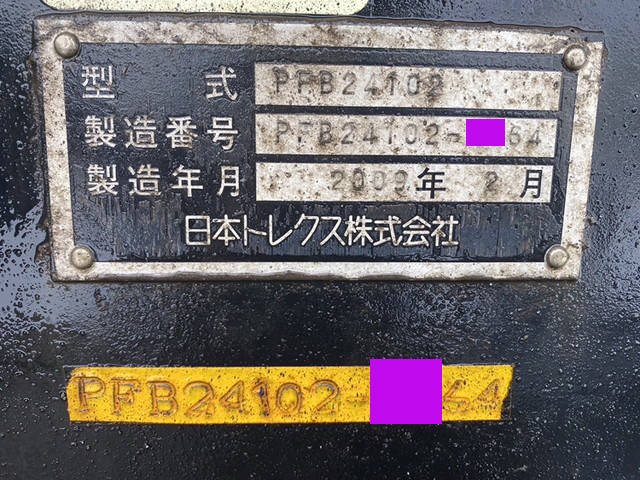 型式 PFB24102
製造番号 PFB24102-64
製造年月 2009年 2月
日本トレクス株式会社
PFB24102-64